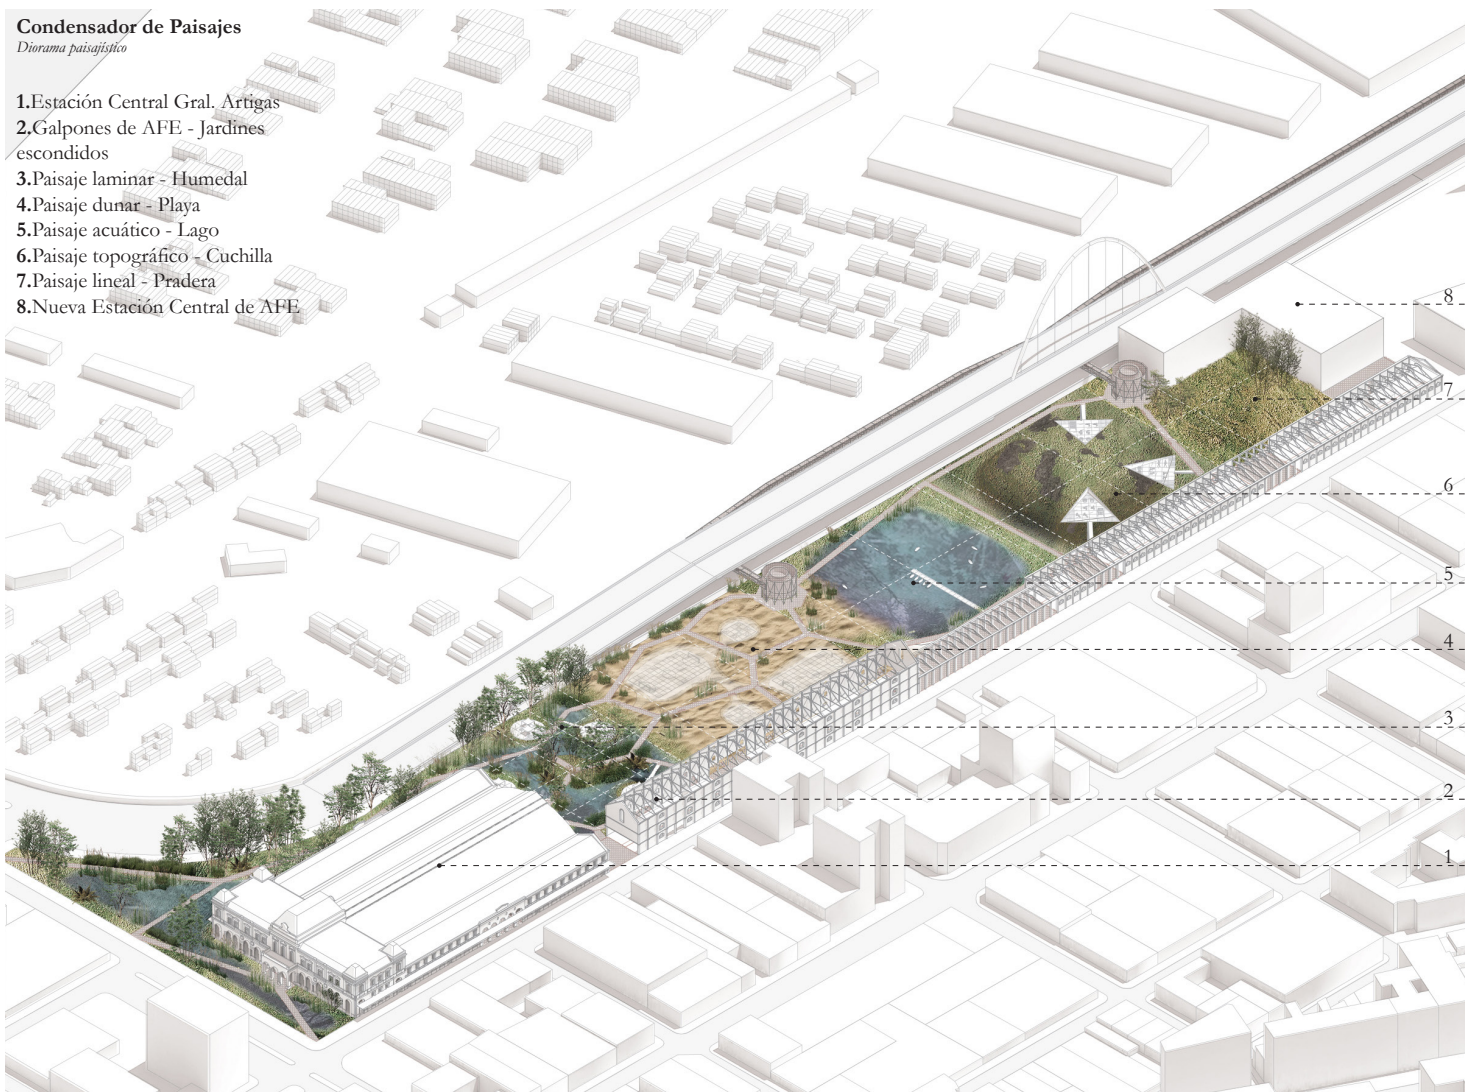 Condensador de Paisajes
Diorama paisajístico
1.Estación Central Gral. Artigas
2.Galpones de AFE - Jardines
escondidos
3.Paisaje laminar - Humedal
4.Paisaje dunar - Playa
5.Paisaje acuático - Lago
6.Paisaje topográfico - Cuchilla
7.Paisaje lineal - Pradera
8.Nueva Estación Central de AFE
8
7
6
5
4
3
2
1